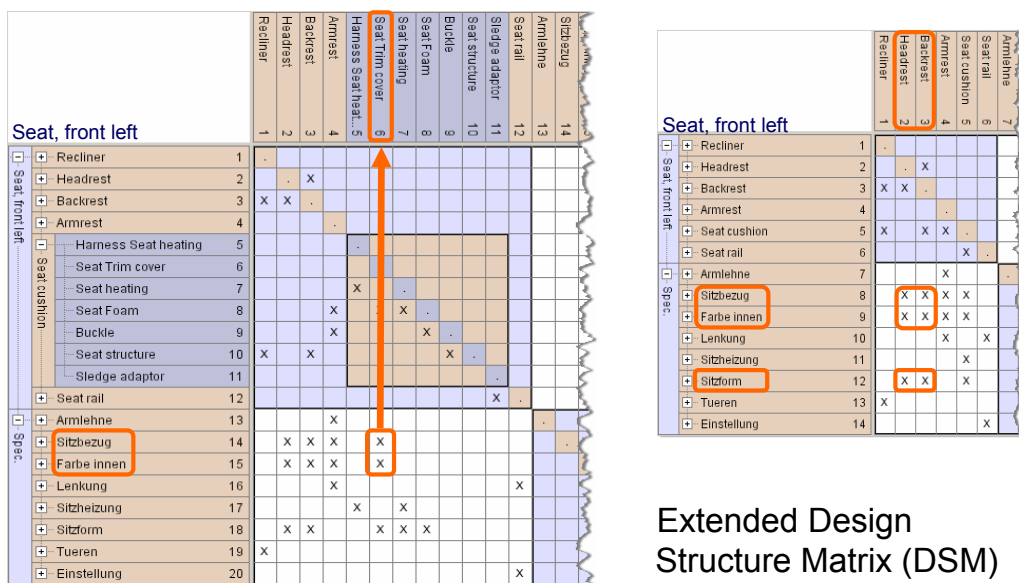 Recliner 1
Headrest 2
Backrest 3
Armrest 4
Harness Seat heat... 5
Seat Trim cover 6
Seat heating 7
Seat Foam 8
Buckle 9
Seat structure 10
Sledge adaptor 11
Seat rail 12
Armlehne 13
Sitzbezug 14
Seat, front left
Seat, front left
Seat cushion
Spec.
Recliner 1 .
Headrest 2 . x
Backrest 3 x x .
Armrest 4 .
Harness Seat heating 5 .
Seat Trim cover 6
Seat heating 7 x .
Seat Foam 8 x x .
Buckle 9 x x .
Seat structure 10 x x x .
Sledge adaptor 11 .
Seat rail 12 x .
Armlehne 13 x .
Sitzbezug 14 x x x x .
Farbe innen 15 x x x x
Lenkung 16 x x
Sitzheizung 17 x x
Sitzform 18 x x x x x
Tueren 19 x
Einstellung 20 x
Recliner 1
Headrest 2
Backrest 3
Armrest 4
Seat cushion 5
Seat rail 6
Armlehne 7
Seat, front left
Seat, front left
Spec.
Recliner 1 .
Headrest 2 . x
Backrest 3 x x .
Armrest 4 .
Seat cushion 5 x x x .
Seat rail 6 x .
Armlehne 7 x .
Sitzbezug 8 x x x x
Farbe innen 9 x x x x
Lenkung 10 x x
Sitzheizung 11 x
Sitzform 12 x x x
Tueren 13 x
Einstellung 14 x
Extended Design
Structure Matrix (DSM)